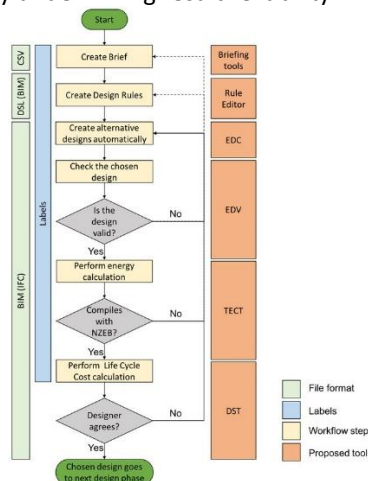 Start
CSV
Create Brief
Briefing
tools
DSL (BIM)
Create Design Rules
Rule
Editor
Create alternative
designs automatically
EDC
Check the chosen
design
Labels
Is the
design
valid?
No
EDV
Yes
BIM (IFC)
Perform energy
calculation
Compiles
with
NZEB?
No
TECT
Yes
Perform Life Cycle
Cost calculation
Designer
agrees?
No
DST
Yes
Chosen design goes
to next design phase
File format
Labels
Workflow step
Proposed tool